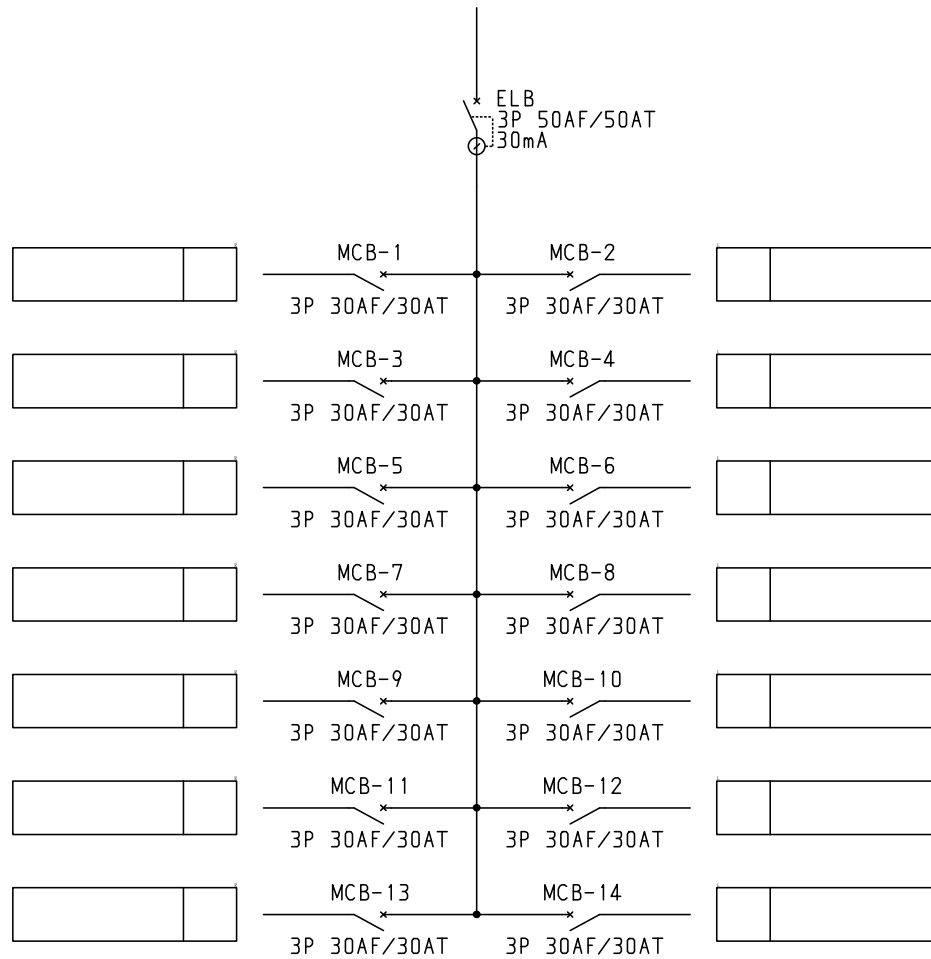 ELB
3P 50AF/50AT
30mA
MCB-1 MCB-2
3P 30AF/30AT 3P 30AF/30AT
MCB-3 MCB-4
3P 30AF/30AT 3P 30AF/30AT
MCB-5 MCB-6
3P 30AF/30AT 3P 30AF/30AT
MCB-7 MCB-8
3P 30AF/30AT 3P 30AF/30AT
MCB-9 MCB-10
3P 30AF/30AT 3P 30AF/30AT
MCB-11 MCB-12
3P 30AF/30AT 3P 30AF/30AT
MCB-13 MCB-14
3P 30AF/30AT 3P 30AF/30AT